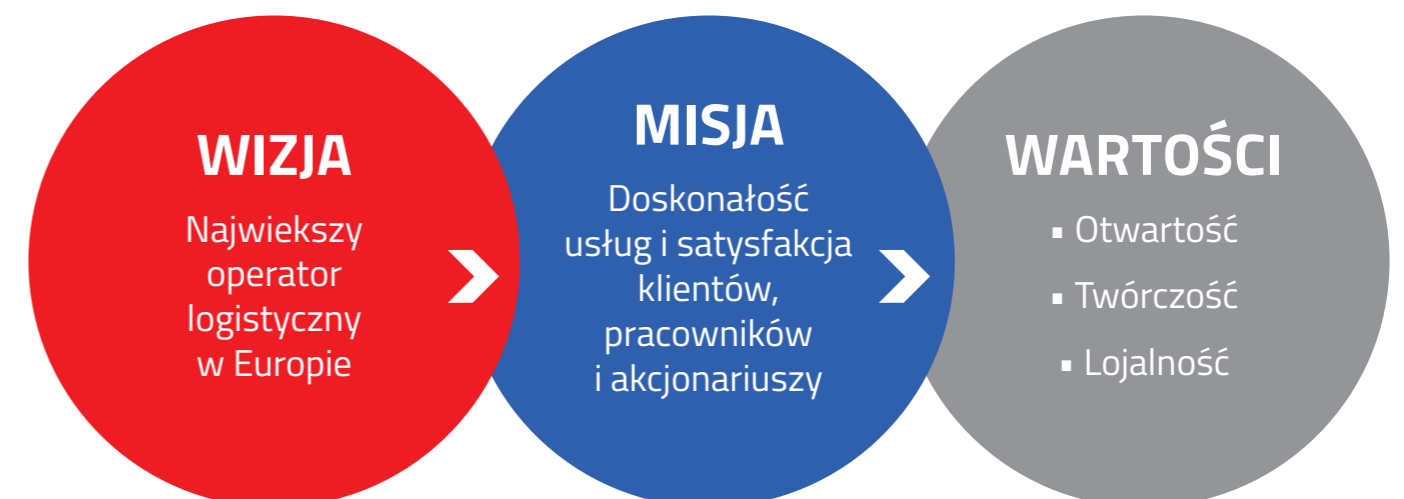 WIZJA
Najwiekszy
operator
logistyczny
w Europie
MISJA
Doskonałość
usług i satysfakcja
klientów,
pracowników
i akcjonariuszy
WARTOŚCI
▪ Otwartość
▪ Twórczość
▪ Lojalność